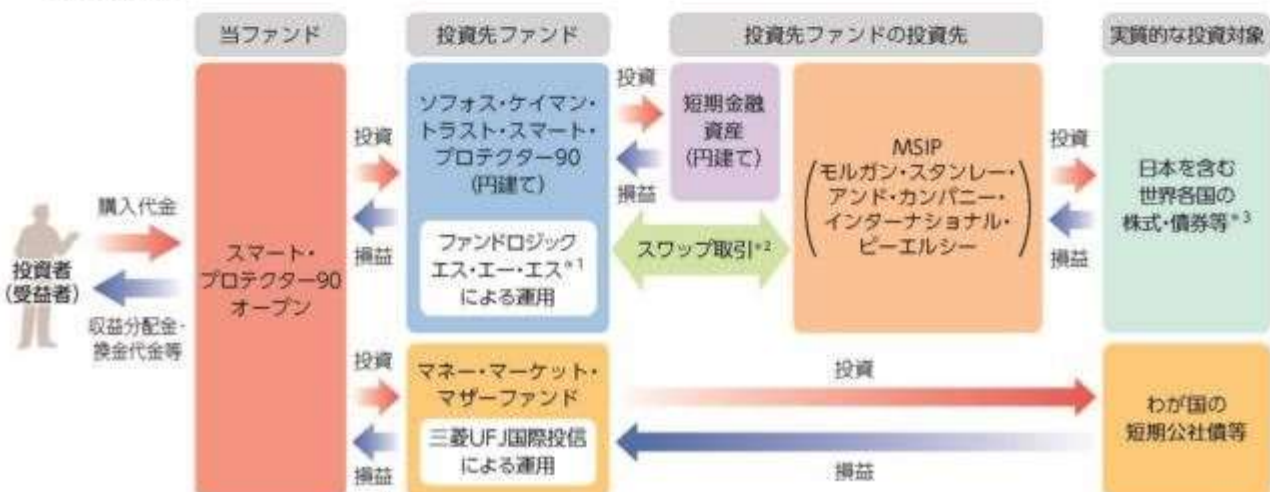 当ファンド
投資先ファンド
投資先ファンドの投資先
実質的な投資対象
購入代金
投資者
(受益者)
収益分配金・
換金代金等
スマート・
プロテクター90
オープン
投資
損益
ソフォス・ケイマン・
トラスト・スマート・
プロテクター90
(円建て)
ファンドロジック
エス・エー・エス*1
による運用
投資
損益
短期金融
資産
(円建て)
スワップ取引*2
MSIP
(モルガン・スタンレー・
アンド・カンパニー・
インターナショナル・
ピーエルシー)
投資
損益
日本を含む
世界各国の
株式・債券等*3
投資
損益
マネー・マーケット・
マザーファンド
三菱UFJ国際投信
による運用
投資
損益
わが国の
短期公社債等